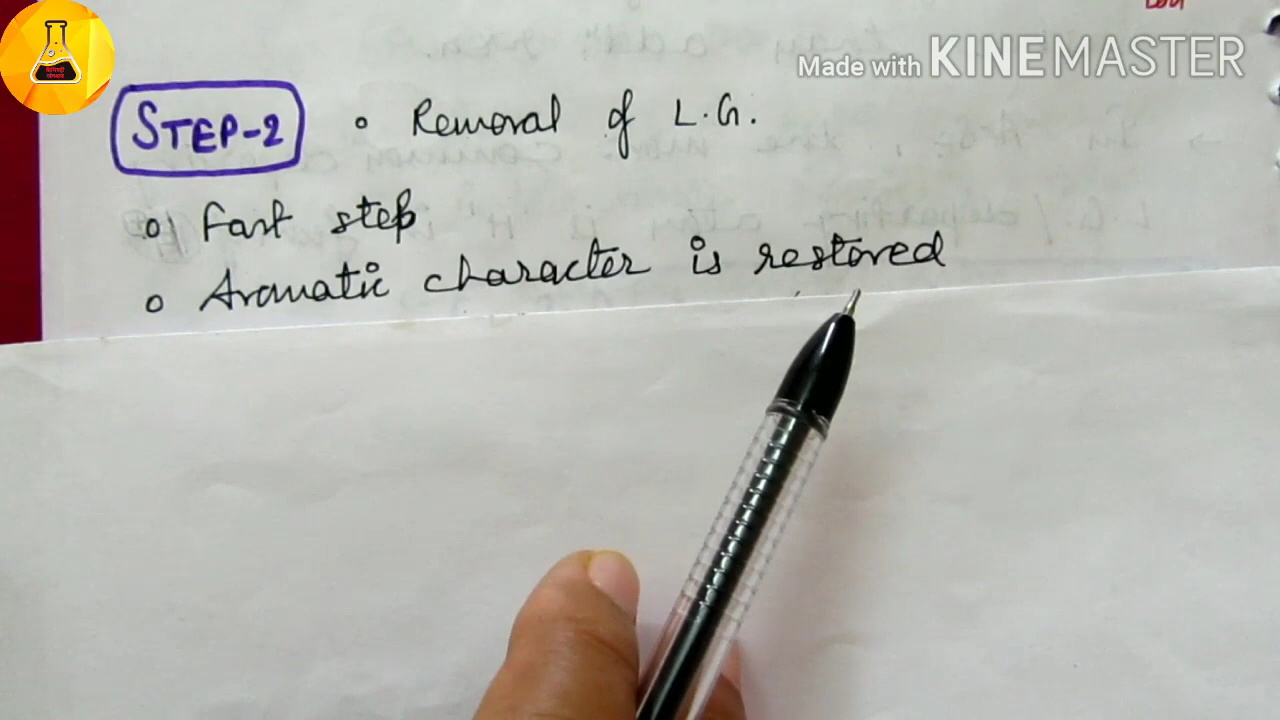 Made with KINEMASTER
STEP-2 • Removal of L.G.
• Fast step
• Aromatic character is restored